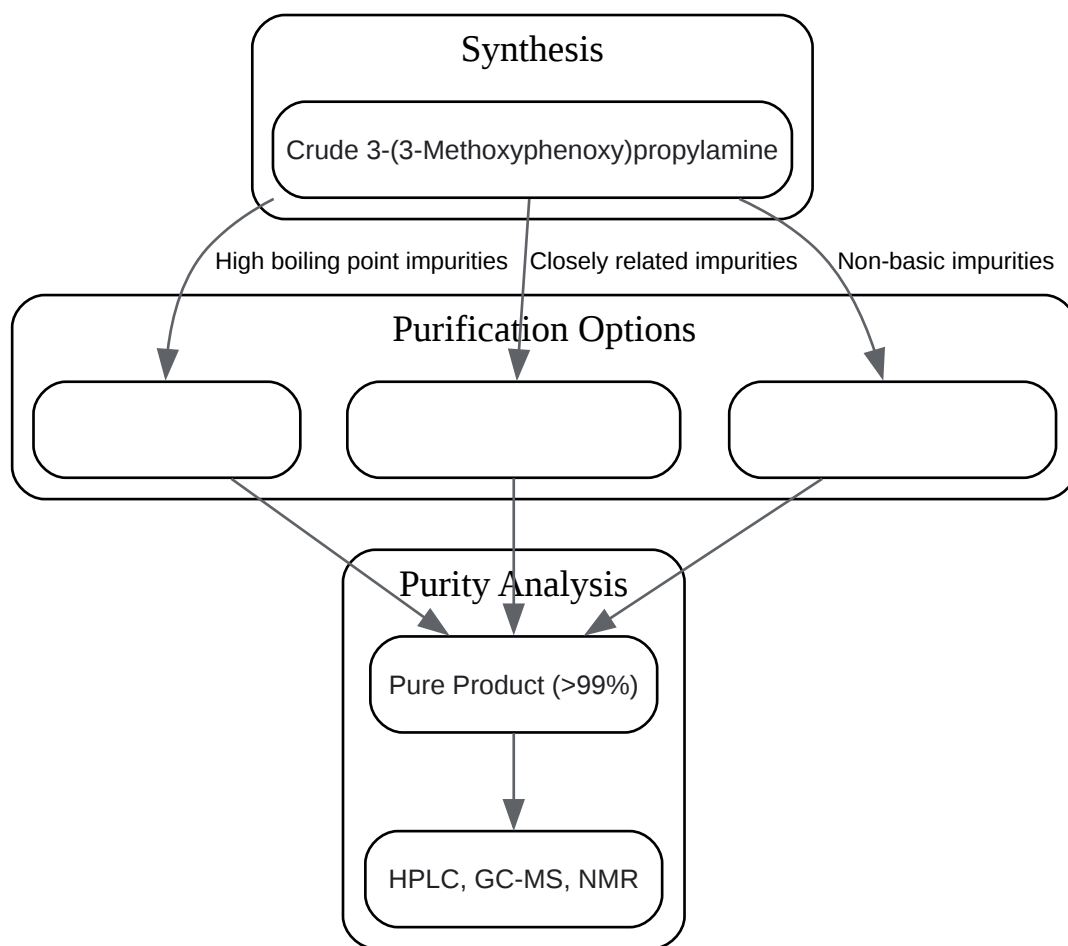 Synthesis
Crude 3-(3-Methoxyphenoxy)propylamine
High boiling point impurities
Closely related impurities
Non-basic impurities
Purification Options
Purity Analysis
Pure Product (>99%)
HPLC, GC-MS, NMR